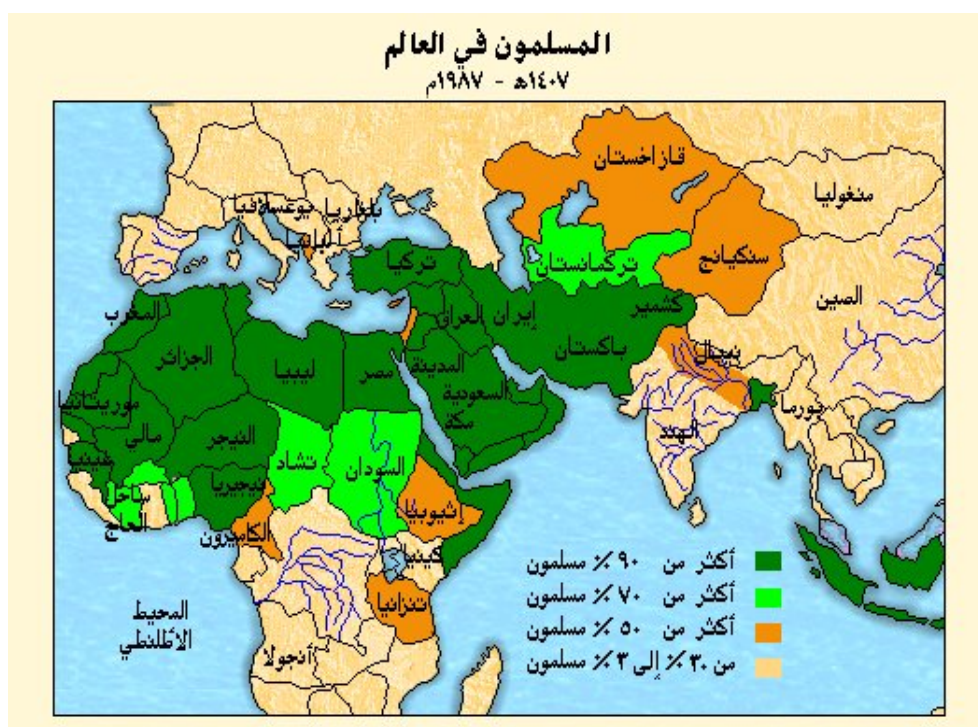 المسلمون في العالم
١٤٠٧هـ - ١٩٨٧م
قازاخستان
منغوليا
يوغسلافيا
بلغاريا
ألبانيا
تركيا
تركمانستان
سنكيانج
الصين
كشمير
المغرب
الجزائر
ليبيا
مصر
العراق
إيران
باكستان
نيبال
المدينة
السعودية
مكة
موريتانيا
مالي
النيجر
تشاد
السودان
الهند
بورما
غينيا
نيجيريا
ساحل
العاج
الكاميرون
إثيوبيا
كينيا
تنزانيا
أنجولا
المحيط
الأطلنطي
أكثر من ٩٠٪ مسلمون
أكثر من ٧٠٪ مسلمون
أكثر من ٥٠٪ مسلمون
من ٣٠٪ إلى ٣٪ مسلمون